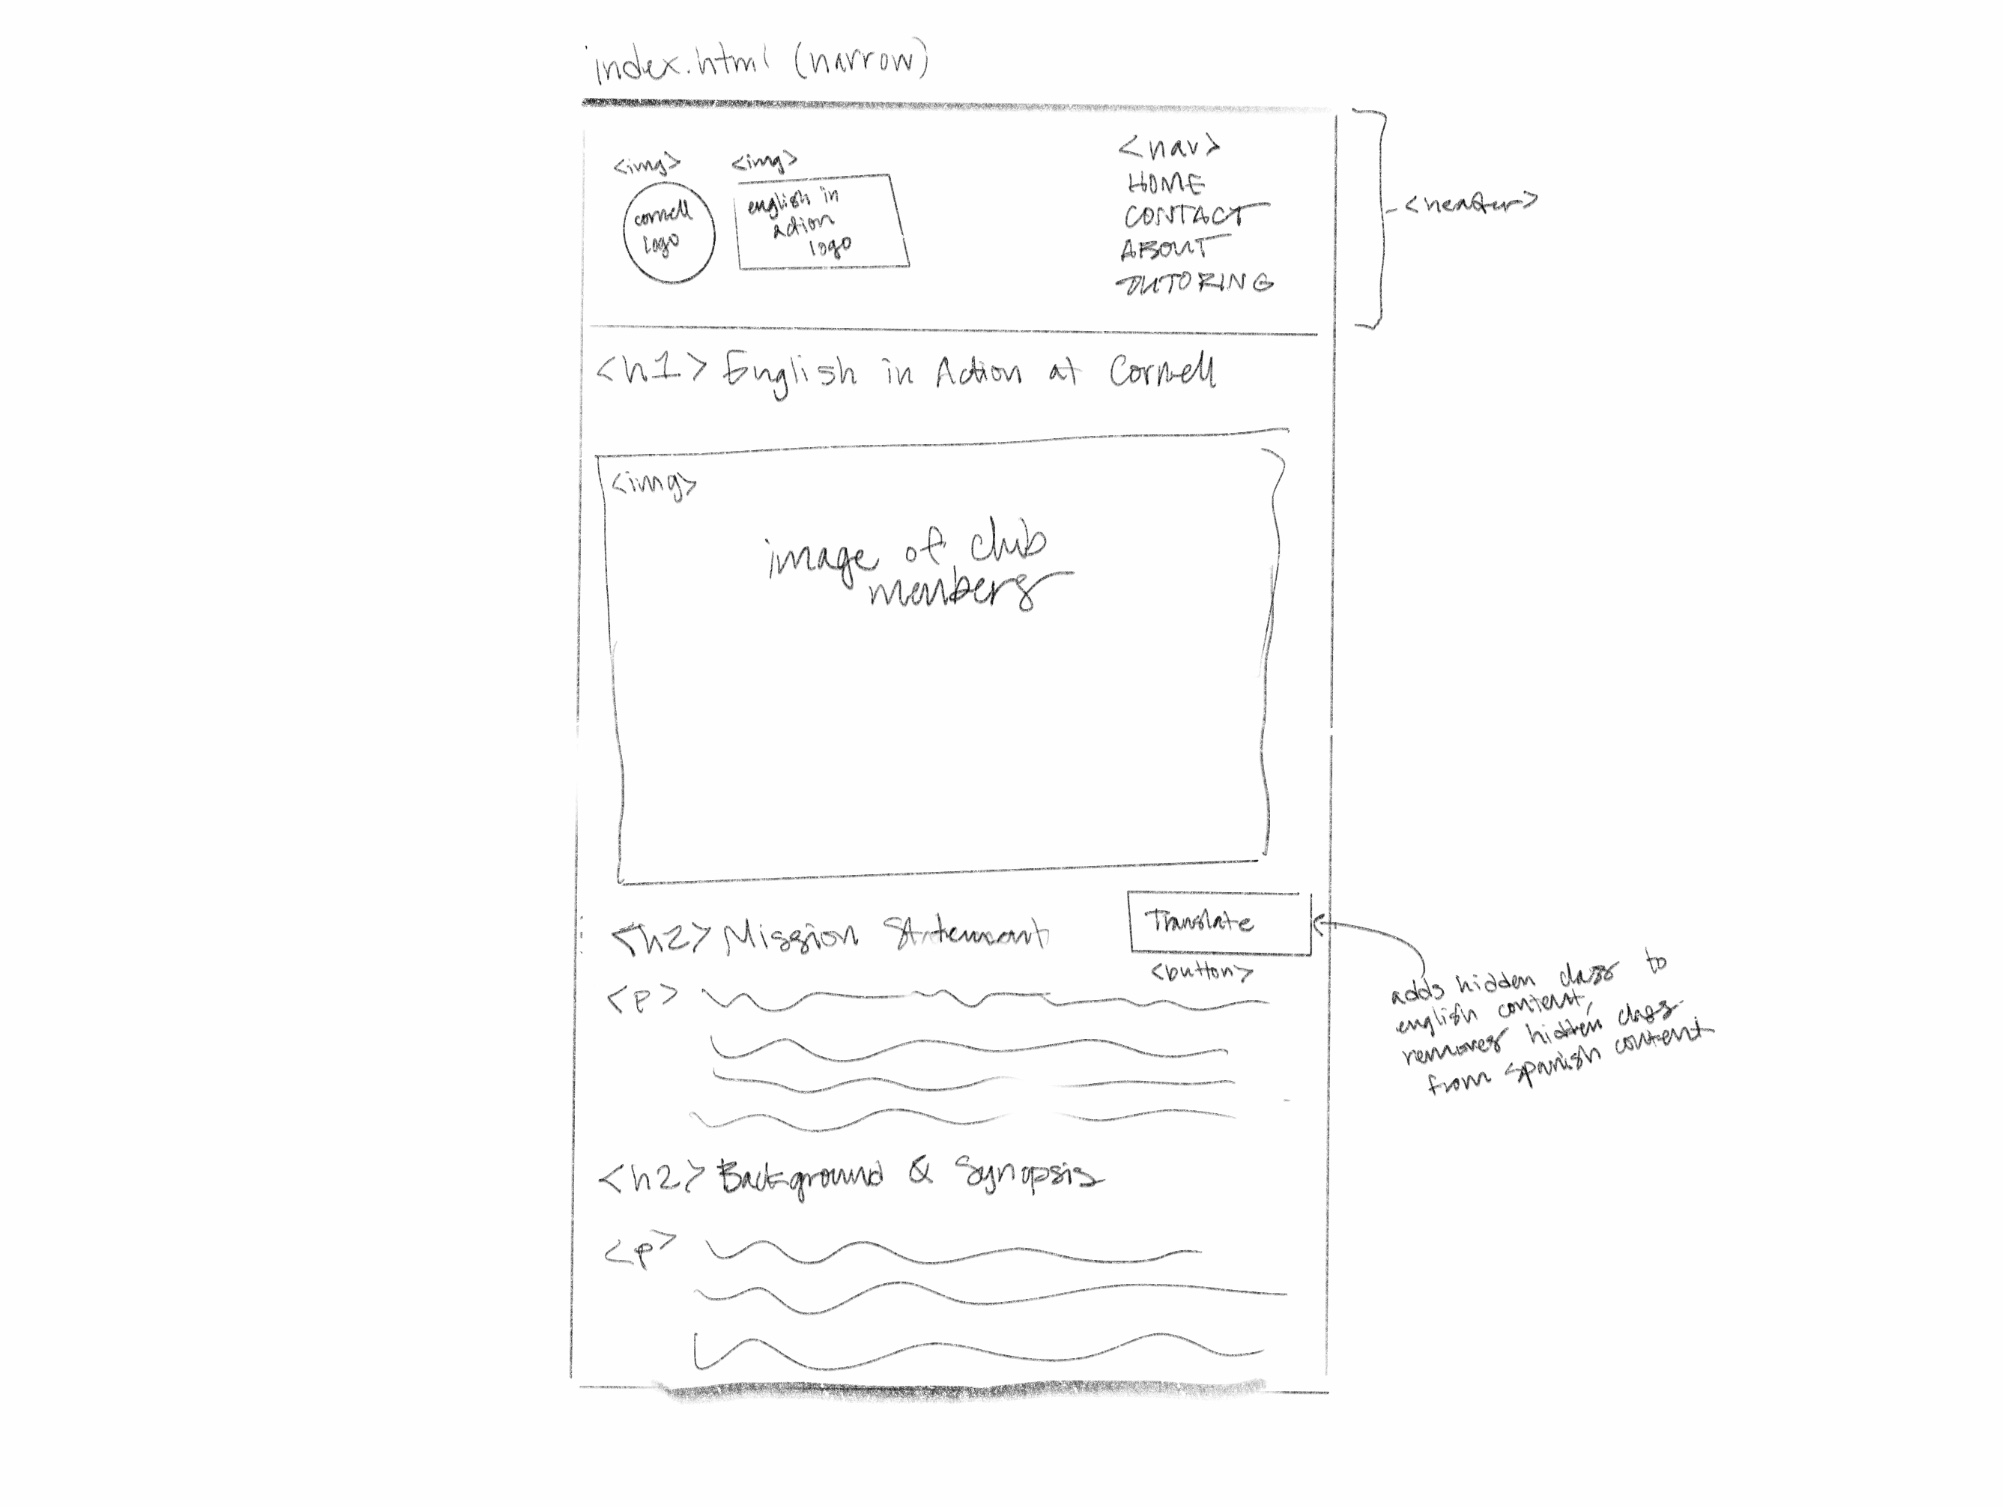 index.html (narrow)
<img>
<img>
cornell
logo
english in
action
logo
<nav>
HOME
CONTACT
ABOUT
TUTORING
<header>
<h1> English in Action at Cornell
<img>
image of club
members
<h2> Mission Statement
Translate
<button>
adds hidden class to
english content,
removes hidden class
from spanish content
<p>
<h2> Background & Synopsis
<p>